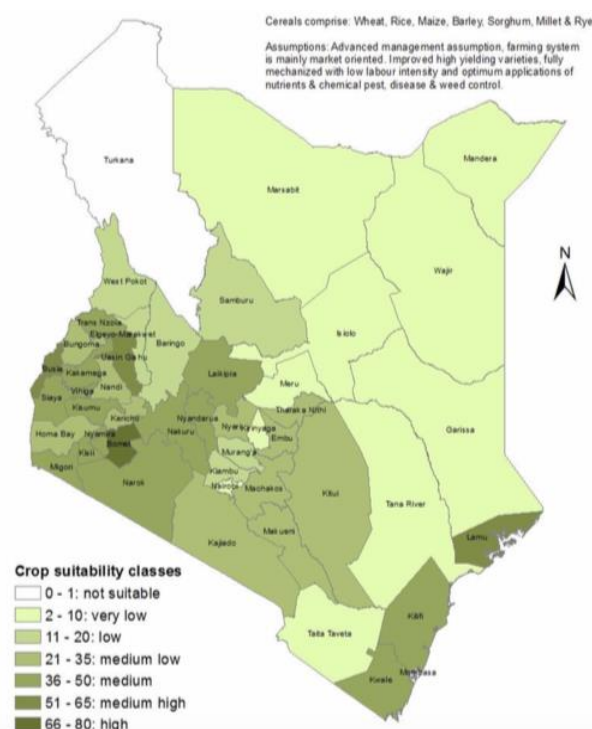 Cereals comprise: Wheat, Rice, Maize, Barley, Sorghum, Millet & Rye
Assumptions: Advanced management assumption, farming system
is mainly market oriented. Improved high yielding varieties, fully
mechanized with low labour intensity and optimum applications of
nutrients & chemical pest, disease & weed control.
Turkana
Marsabit
Mandera
Wajir
N
West Pokot
Samburu
Isiolo
Trans Nzoia
Elgeyo-Marakwet
Bungoma
Baringo
Uasin Gishu
Busia
Kakamega
Laikipia
Nandi
Vihiga
Meru
Siaya
Kisumu
Kericho
Nyandarua
Tharaka Nithi
Homa Bay
Nyamira
Nakuru
Nyeri
Kirinyaga
Embu
Garissa
Kisii
Bomet
Murang'a
Migori
Kiambu
Narok
Nairobi
Machakos
Kitui
Tana River
Kajiado
Makueni
Lamu
Taita Taveta
Kilifi
Mombasa
Kwale
Crop suitability classes
0 - 1: not suitable
2 - 10: very low
11 - 20: low
21 - 35: medium low
36 - 50: medium
51 - 65: medium high
66 - 80: high